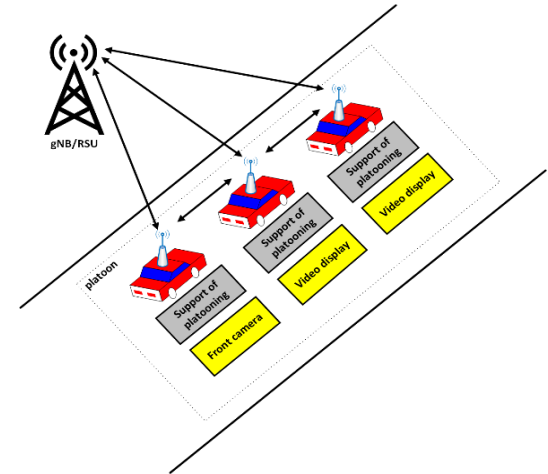 gNB/RSU
platoon
Support of
platooning
Video display
Support of
platooning
Video display
Support of
platooning
Front camera